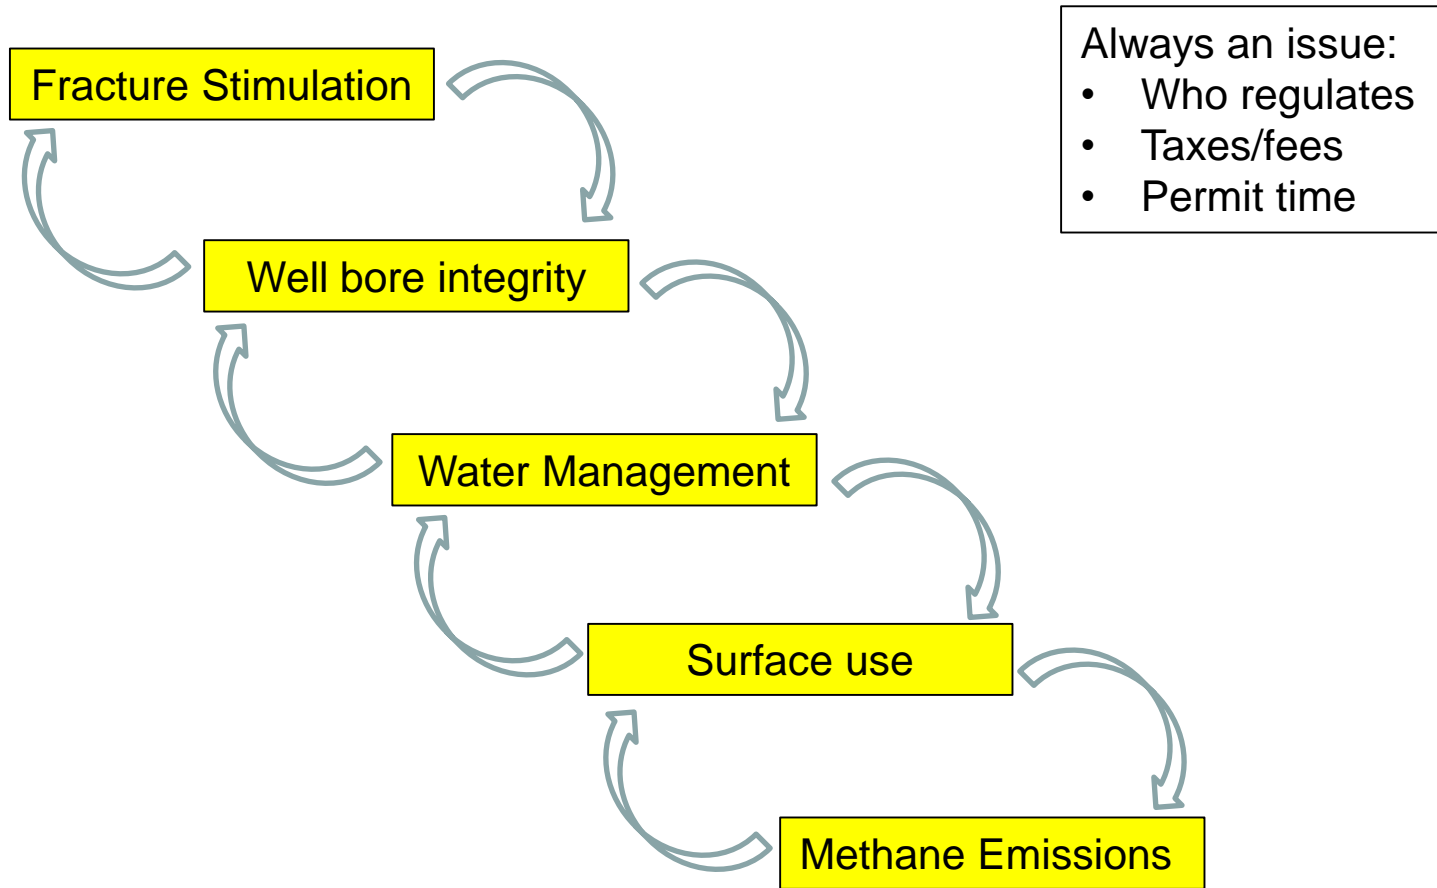 Fracture Stimulation
Always an issue:
• Who regulates
• Taxes/fees
• Permit time
Well bore integrity
Water Management
Surface use
Methane Emissions